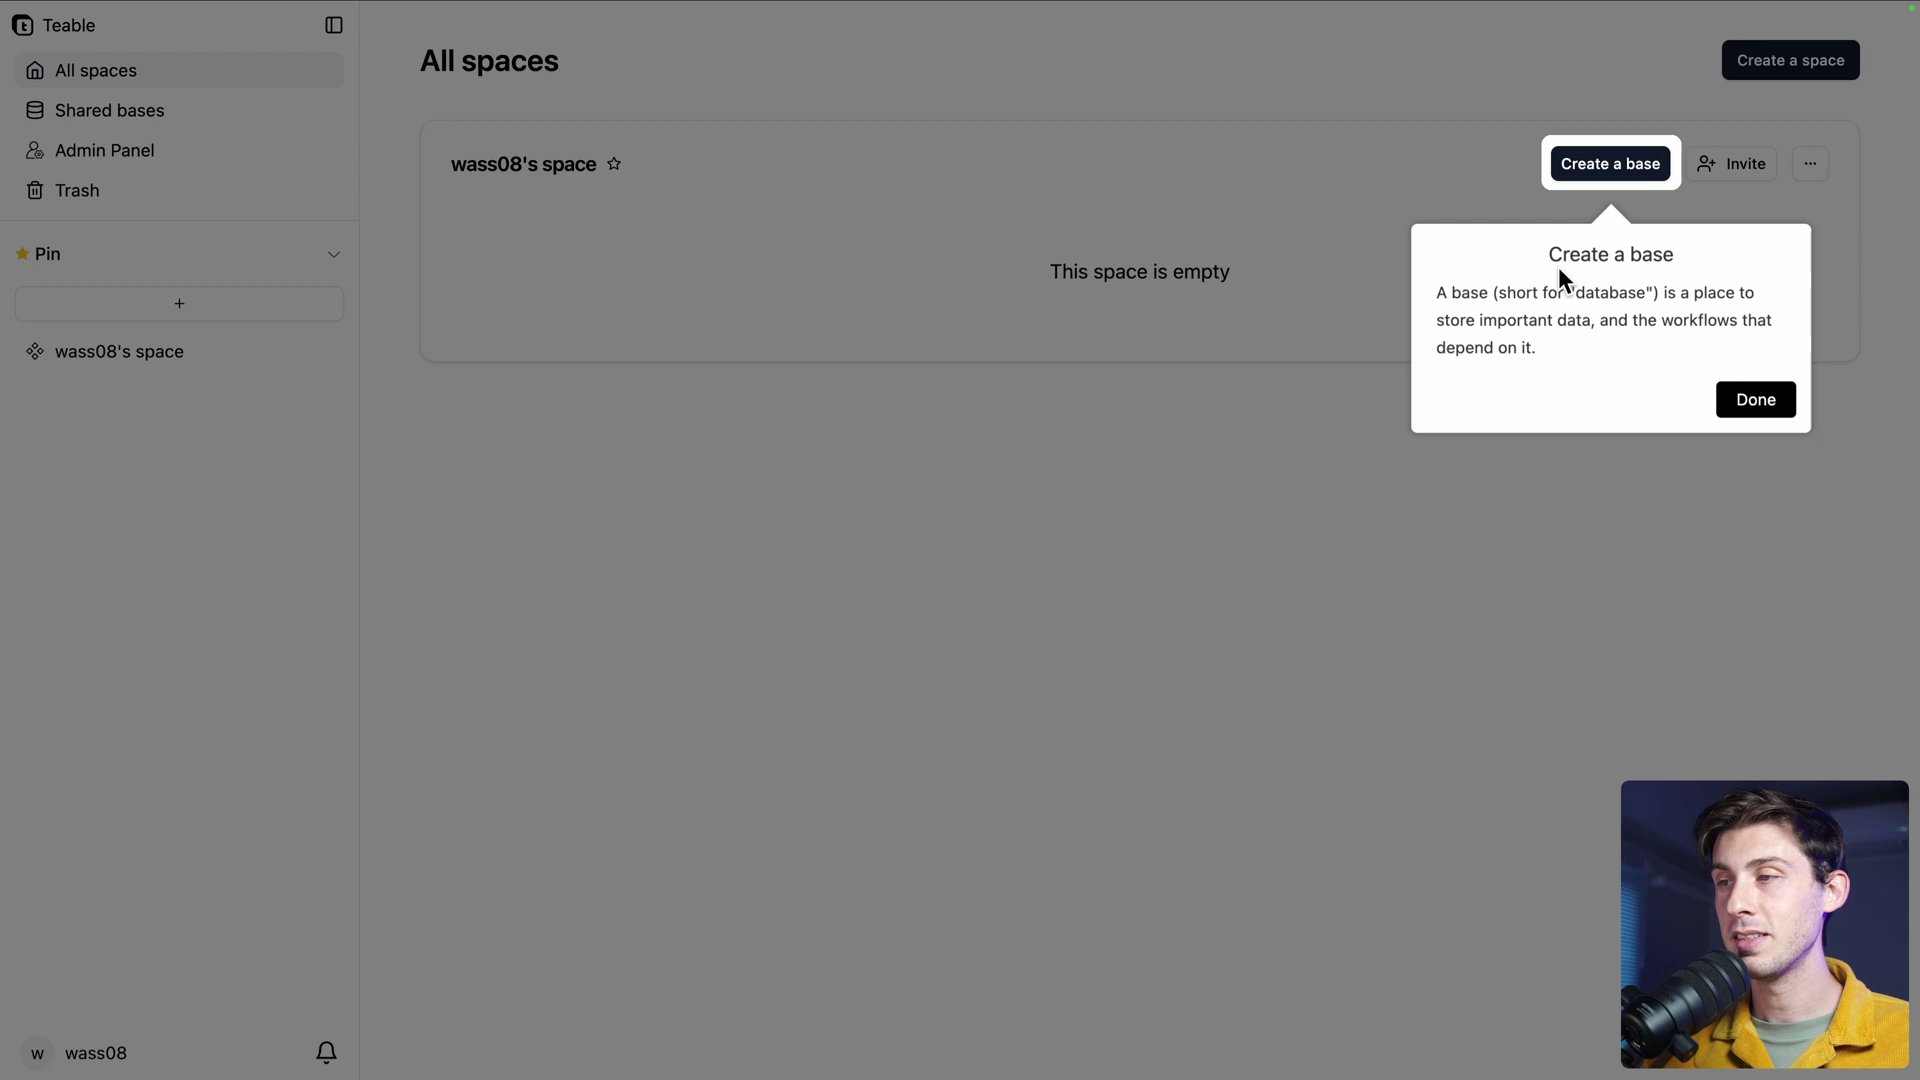 Teable
All spaces
Shared bases
Admin Panel
Trash
Pin
+
wass08's space
w wass08
All spaces
Create a space
wass08's space
Create a base
Invite
...
This space is empty
Create a base
A base (short for "database") is a place to
store important data, and the workflows that
depend on it.
Done